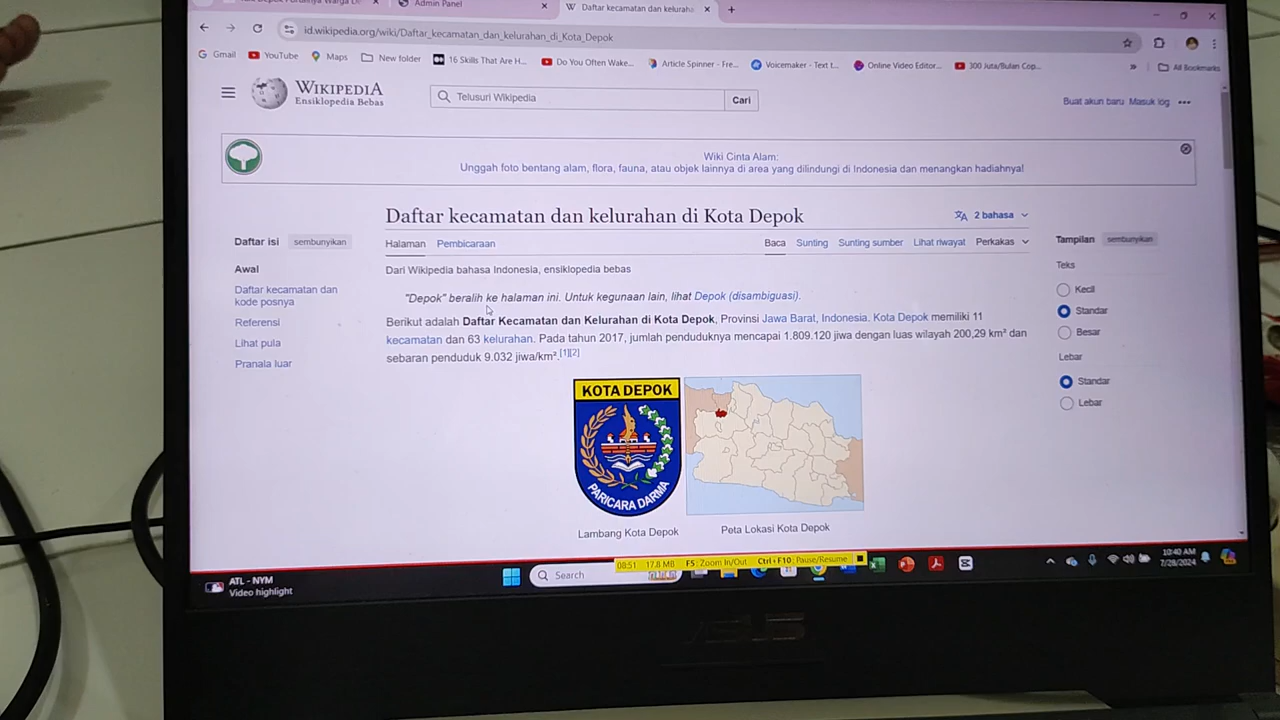 Admin Panel
Daftar kecamatan dan kelurah
id.wikipedia.org/wiki/Daftar_kecamatan_dan_kelurahan_di_Kota_Depok
Gmail YouTube Maps New folder 16 Skills That Are H... Do You Often Wake... Article Spinner - Fre... Voicemaker - Text t... Online Video Editor... 300 Juta/Bulan Cop... » All Bookmarks
WIKIPEDIA
Ensiklopedia Bebas
Telusuri Wikipedia Cari
Buat akun baru Masuk log •••
Wiki Cinta Alam:
Unggah foto bentang alam, flora, fauna, atau objek lainnya di area yang dilindungi di Indonesia dan menangkan hadiahnya!
Daftar kecamatan dan kelurahan di Kota Depok
2 bahasa
Daftar isi sembunyikan
Awal
Daftar kecamatan dan
kode posnya
Referensi
Lihat pula
Pranala luar
Halaman Pembicaraan Baca Sunting Sunting sumber Lihat riwayat Perkakas
Dari Wikipedia bahasa Indonesia, ensiklopedia bebas
"Depok" beralih ke halaman ini. Untuk kegunaan lain, lihat Depok (disambiguasi).
Berikut adalah Daftar Kecamatan dan Kelurahan di Kota Depok, Provinsi Jawa Barat, Indonesia. Kota Depok memiliki 11
kecamatan dan 63 kelurahan. Pada tahun 2017, jumlah penduduknya mencapai 1.809.120 jiwa dengan luas wilayah 200,29 km² dan
sebaran penduduk 9.032 jiwa/km².[1][2]
KOTA DEPOK
PARICARA DARMA
Lambang Kota Depok
Peta Lokasi Kota Depok
Tampilan sembunyikan
Teks
Kecil
Standar
Besar
Lebar
Standar
Lebar
08:51 17.8 MB F5: Zoom In/Out Ctrl+F10: Pause/Resume
ATL - NYM
Video highlight
Search
10:40 AM
7/28/2024